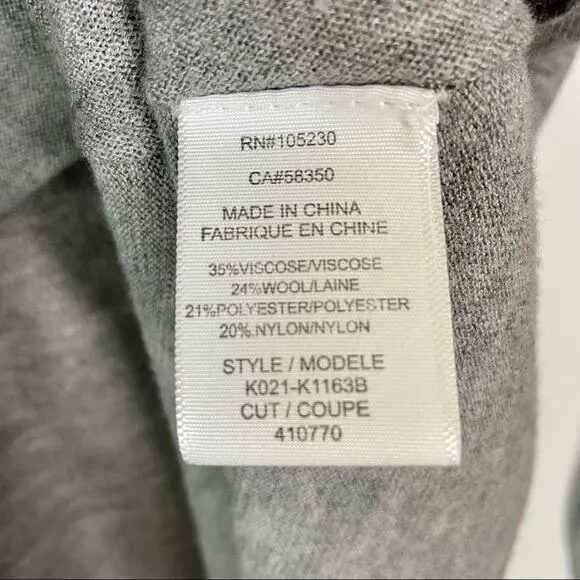 RN#105230
CA#58350
MADE IN CHINA
FABRIQUE EN CHINE
35%VISCOSE/VISCOSE
24%WOOL/LAINE
21%POLYESTER/POLYESTER
20%NYLON/NYLON
STYLE / MODELE
K021-K1163B
CUT / COUPE
410770